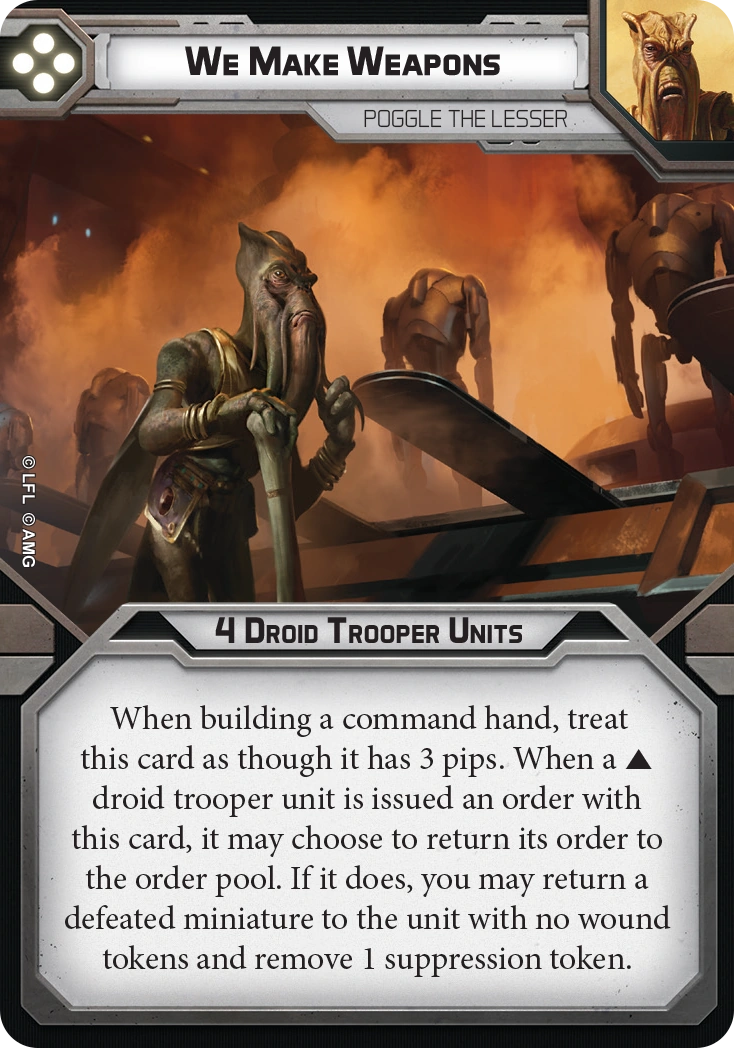 We Make Weapons
POGGLE THE LESSER
©LFL ©AMG
4 Droid Trooper Units
When building a command hand, treat
this card as though it has 3 pips. When a ▲
droid trooper unit is issued an order with
this card, it may choose to return its order to
the order pool. If it does, you may return a
defeated miniature to the unit with no wound
tokens and remove 1 suppression token.